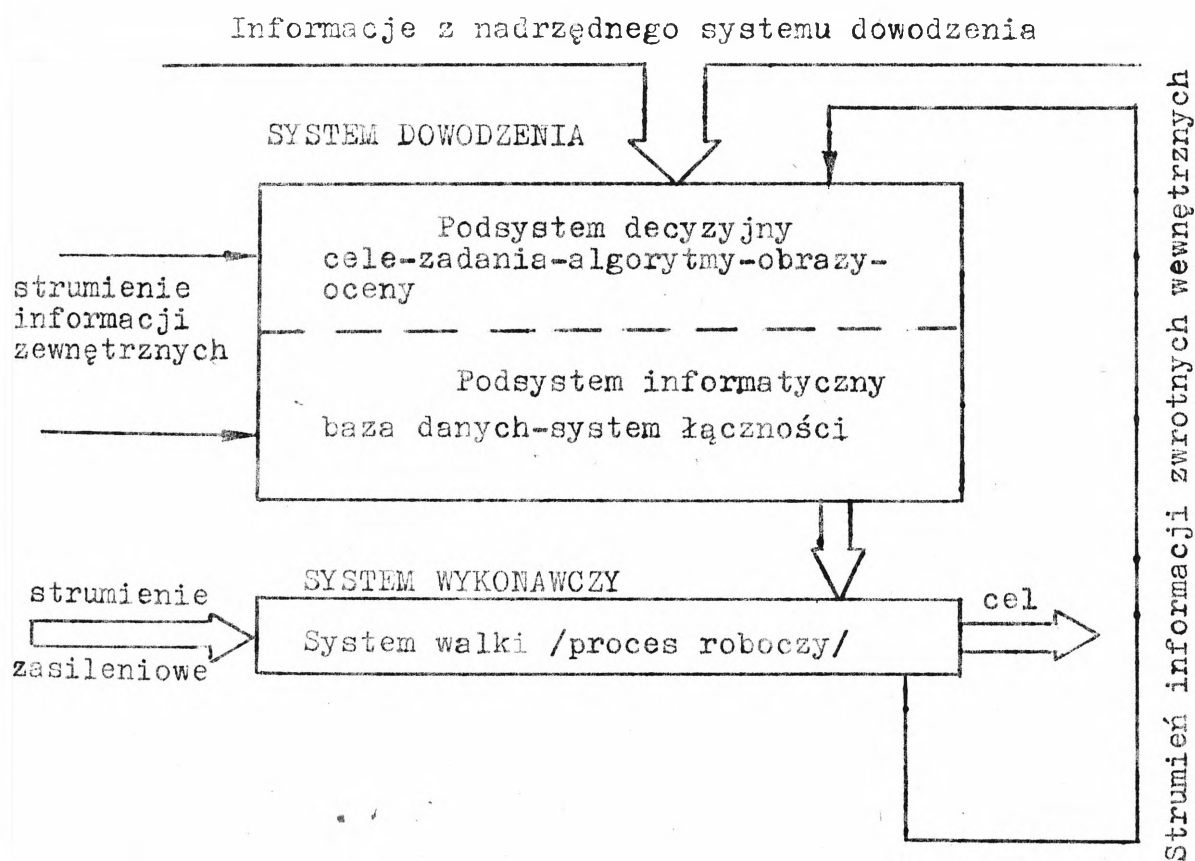 Informacje z nadrzędnego systemu dowodzenia
SYSTEM DOWODZENIA
Podsystem decyzyjny
cele-zadania-algorytmy-obrazy-
oceny
strumienie
informacji
zewnętrznych
Podsystem informatyczny
baza danych-system łączności
SYSTEM WYKONAWCZY
strumienie
zasileniowe
System walki /proces roboczy/
cel
Strumień informacji zwrotnych wewnętrznych